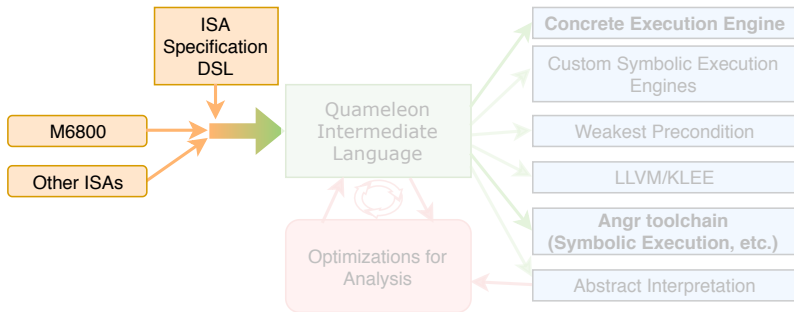 ISA
Specification
DSL
M6800
Other ISAs
Quameleon
Intermediate
Language
Optimizations for
Analysis
Concrete Execution Engine
Custom Symbolic Execution
Engines
Weakest Precondition
LLVM/KLEE
Angr toolchain
(Symbolic Execution, etc.)
Abstract Interpretation